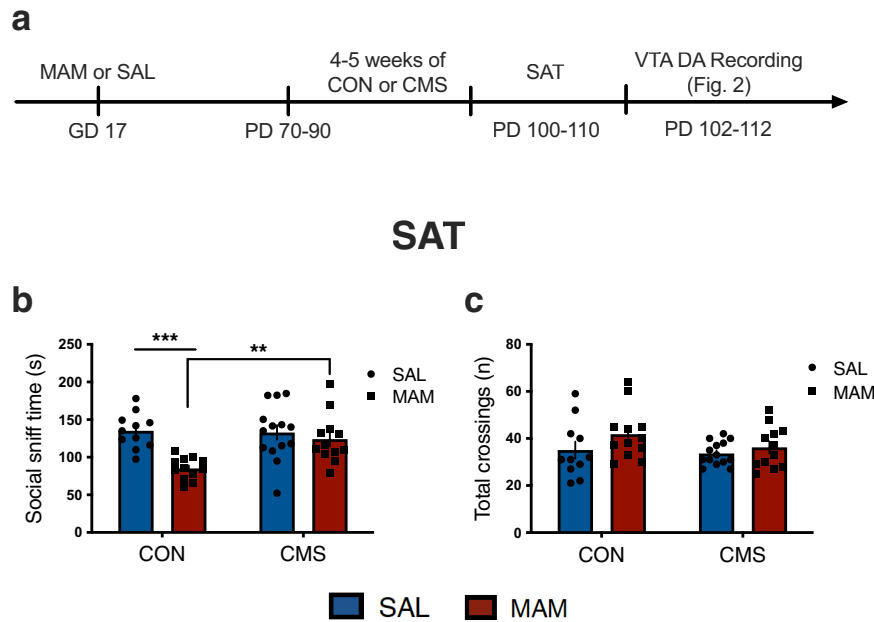 a
MAM or SAL
4-5 weeks of
CON or CMS
SAT
VTA DA Recording
(Fig. 2)
GD 17
PD 70-90
PD 100-110
PD 102-112
SAT
b
Social sniff time (s)
250
200
150
100
50
0
***
**
SAL
MAM
CON
CMS
c
Total crossings (n)
80
60
40
20
0
SAL
MAM
CON
CMS
SAL
MAM